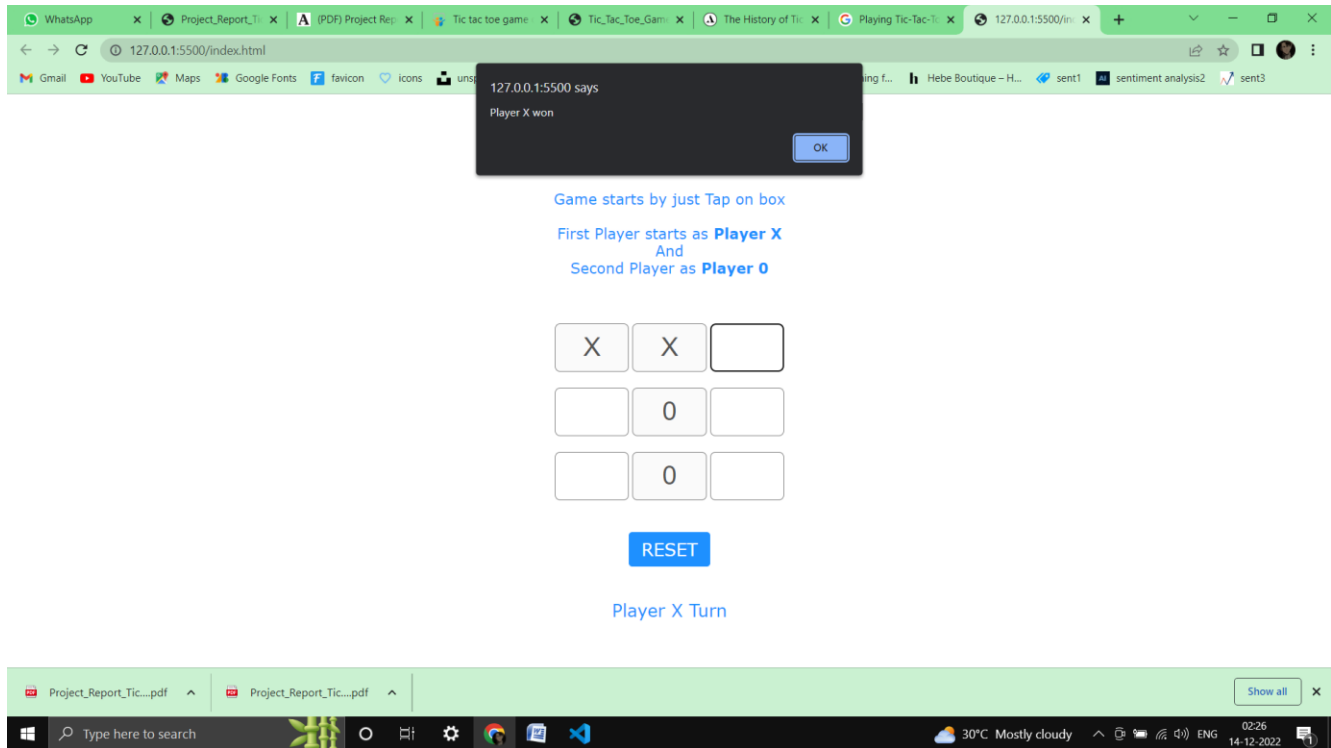 WhatsApp
Project_Report_Ti
(PDF) Project Rep
Tic tac toe game
Tic_Tac_Toe_Gam
The History of Tic
Playing Tic-Tac-To
127.0.0.1:5500/in
127.0.0.1:5500/index.html
Gmail YouTube Maps Google Fonts favicon icons uns
ing f... Hebe Boutique – H... sent1 sentiment analysis2 sent3
127.0.0.1:5500 says
Player X won
OK
Game starts by just Tap on box
First Player starts as Player X
And
Second Player as Player 0
X X
0
0
RESET
Player X Turn
Project_Report_Tic....pdf Project_Report_Tic....pdf Show all
Type here to search 30°C Mostly cloudy ENG 02:26
14-12-2022